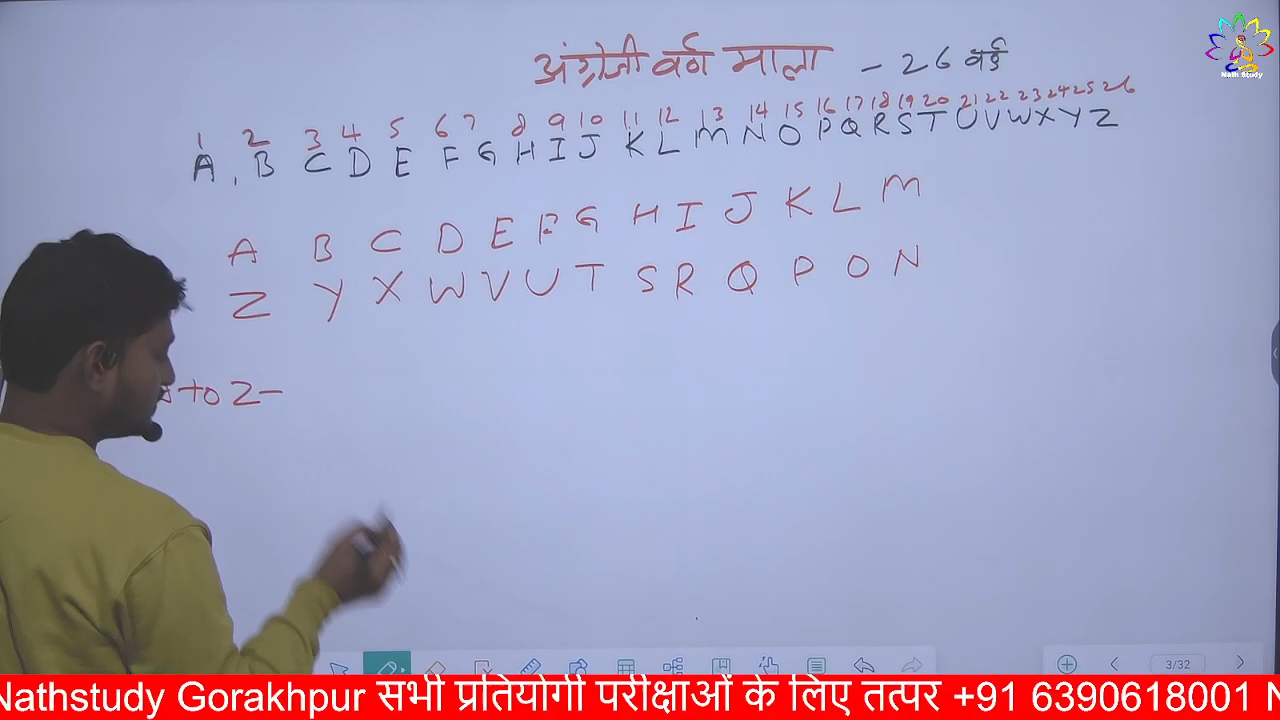 Nath Study
अंग्रेजी वर्ण माला - 26 वर्ण
1 2 3 4 5 6 7 8 9 10 11 12 13 14 15 16 17 18 19 20 21 22 23 24 25 26
A, B C D E F G H I J K L M N O P Q R S T U V W X Y Z
A B C D E F G H I J K L M
Z Y X W V U T S R Q P O N
to Z-
3/32
Nathstudy Gorakhpur सभी प्रतियोगी परीक्षाओं के लिए तत्पर +91 6390618001 N